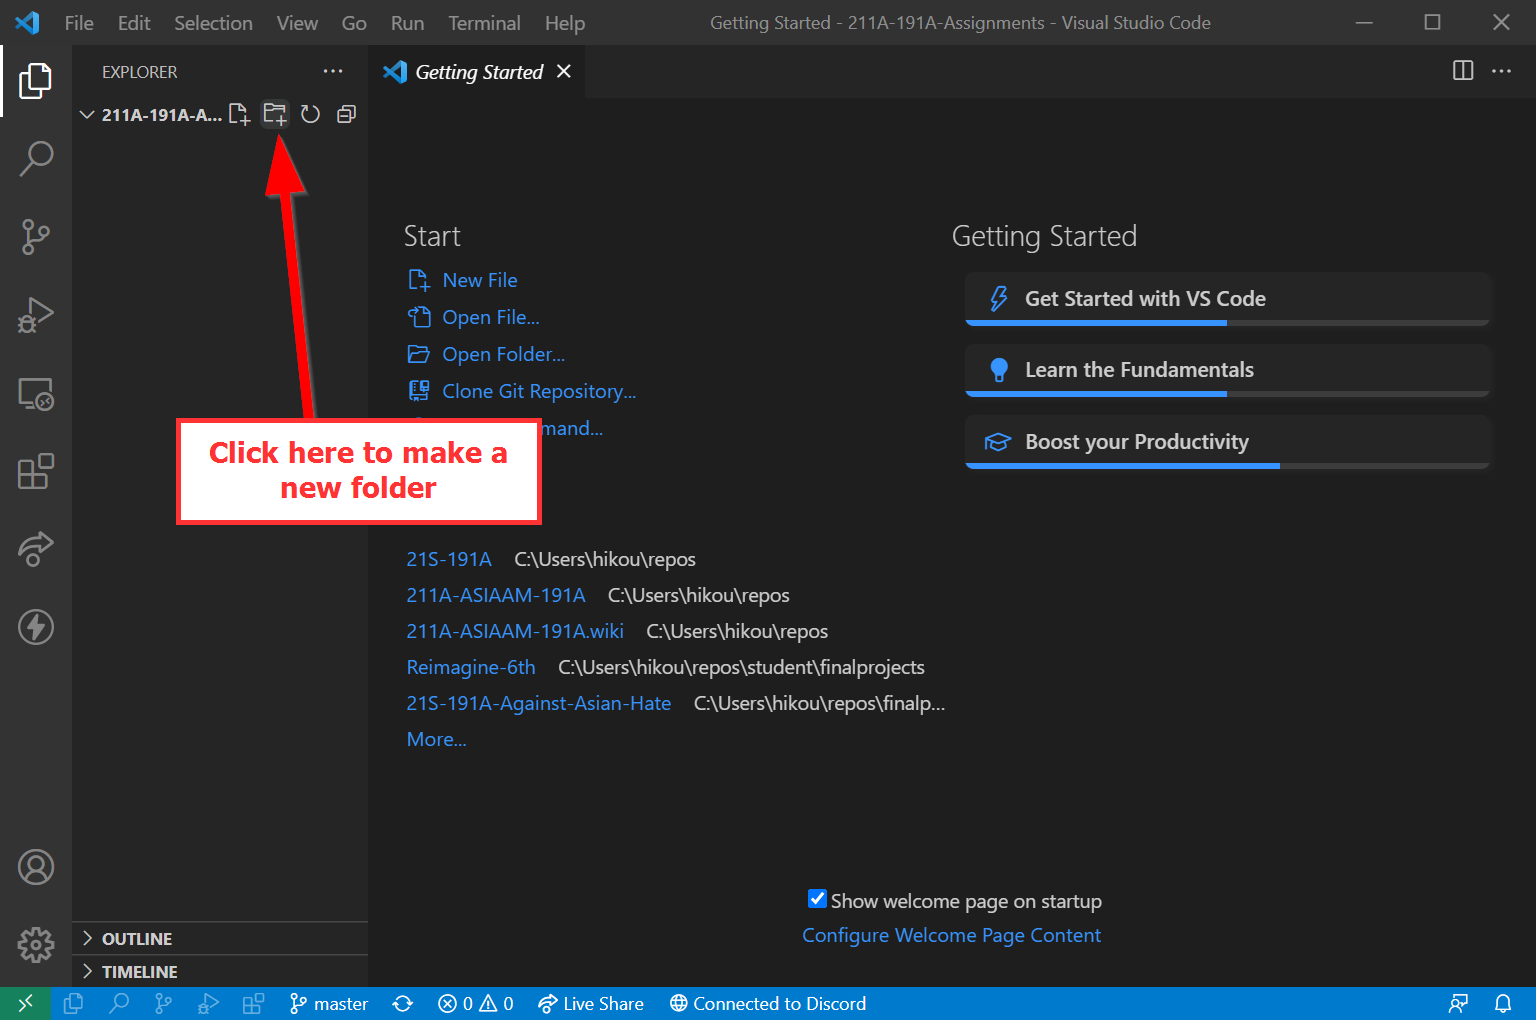 File Edit Selection View Go Run Terminal Help
Getting Started - 211A-191A-Assignments - Visual Studio Code
EXPLORER
Getting Started
211A-191A-A...
Start
New File
Open File...
Open Folder...
Clone Git Repository...
mand...
Click here to make a
new folder
21S-191A C:\Users\hikou\repos
211A-ASIAAM-191A C:\Users\hikou\repos
211A-ASIAAM-191A.wiki C:\Users\hikou\repos
Reimagine-6th C:\Users\hikou\repos\student\finalprojects
21S-191A-Against-Asian-Hate C:\Users\hikou\repos\finalp...
More...
Getting Started
Get Started with VS Code
Learn the Fundamentals
Boost your Productivity
Show welcome page on startup
Configure Welcome Page Content
OUTLINE
TIMELINE
master 0 0 Live Share Connected to Discord